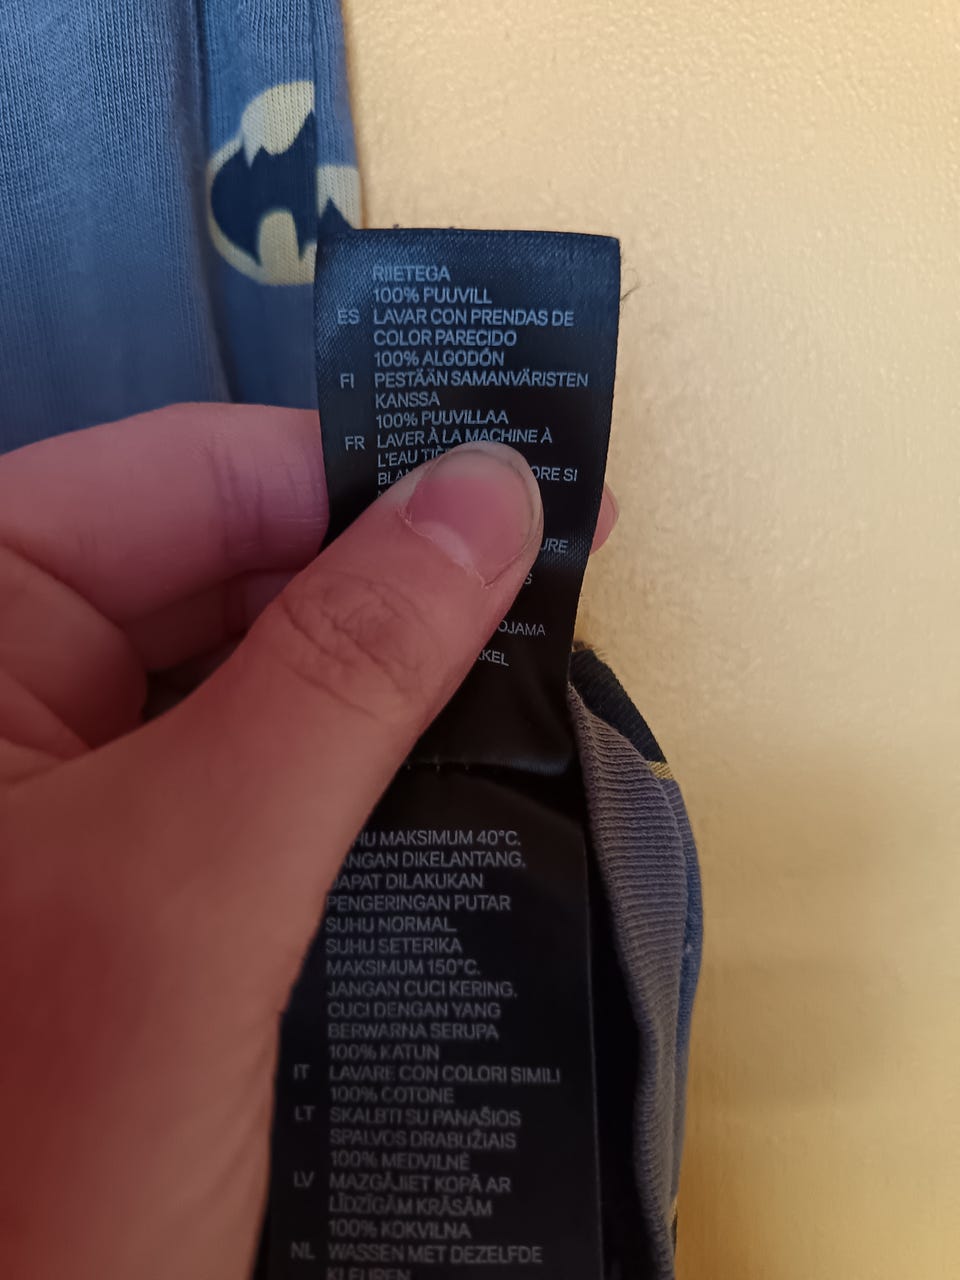 RIIETEGA
100% PUUVILL
ES LAVAR CON PRENDAS DE
COLOR PARECIDO
100% ALGODÓN
FI PESTÄÄN SAMANVÄRISTEN
KANSSA
100% PUUVILLAA
FR LAVER À LA MACHINE À
L'EAU
SI
MAKSIMUM 40°C.
DIKELANTANG.
DAPAT DILAKUKAN
PENGERINGAN PUTAR
SUHU NORMAL.
SUHU SETERIKA
MAKSIMUM 150°C.
JANGAN CUCI KERING.
CUCI DENGAN YANG
BERWARNA SERUPA
100% KATUN
IT LAVARE CON COLORI SIMILI
100% COTONE
LT SKALBTI SU PANAŠIOS
SPALVOS DRABUŽIAIS
100% MEDVILNĖ
LV MAZGĀJIET KOPĀ AR
LĪDZĪGĀM KRĀSĀM
100% KOKVILNA
NL WASSEN MET DEZELFDE
KLEUREN